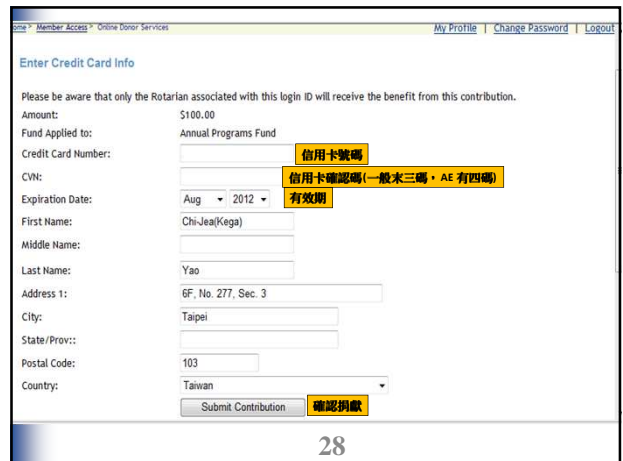 ome > Member Access > Online Donor Services My Profile | Change Password | Logout
Enter Credit Card Info
Please be aware that only the Rotarian associated with this login ID will receive the benefit from this contribution.
Amount: $100.00
Fund Applied to: Annual Programs Fund
Credit Card Number: 信用卡號碼
CVN: 信用卡確認碼(一般末三碼，AE 有四碼)
Expiration Date: Aug 2012 有效期
First Name: Chi-Jea(Kega)
Middle Name:
Last Name: Yao
Address 1: 6F, No. 277, Sec. 3
City: Taipei
State/Prov::
Postal Code: 103
Country: Taiwan
Submit Contribution 確認捐獻
28